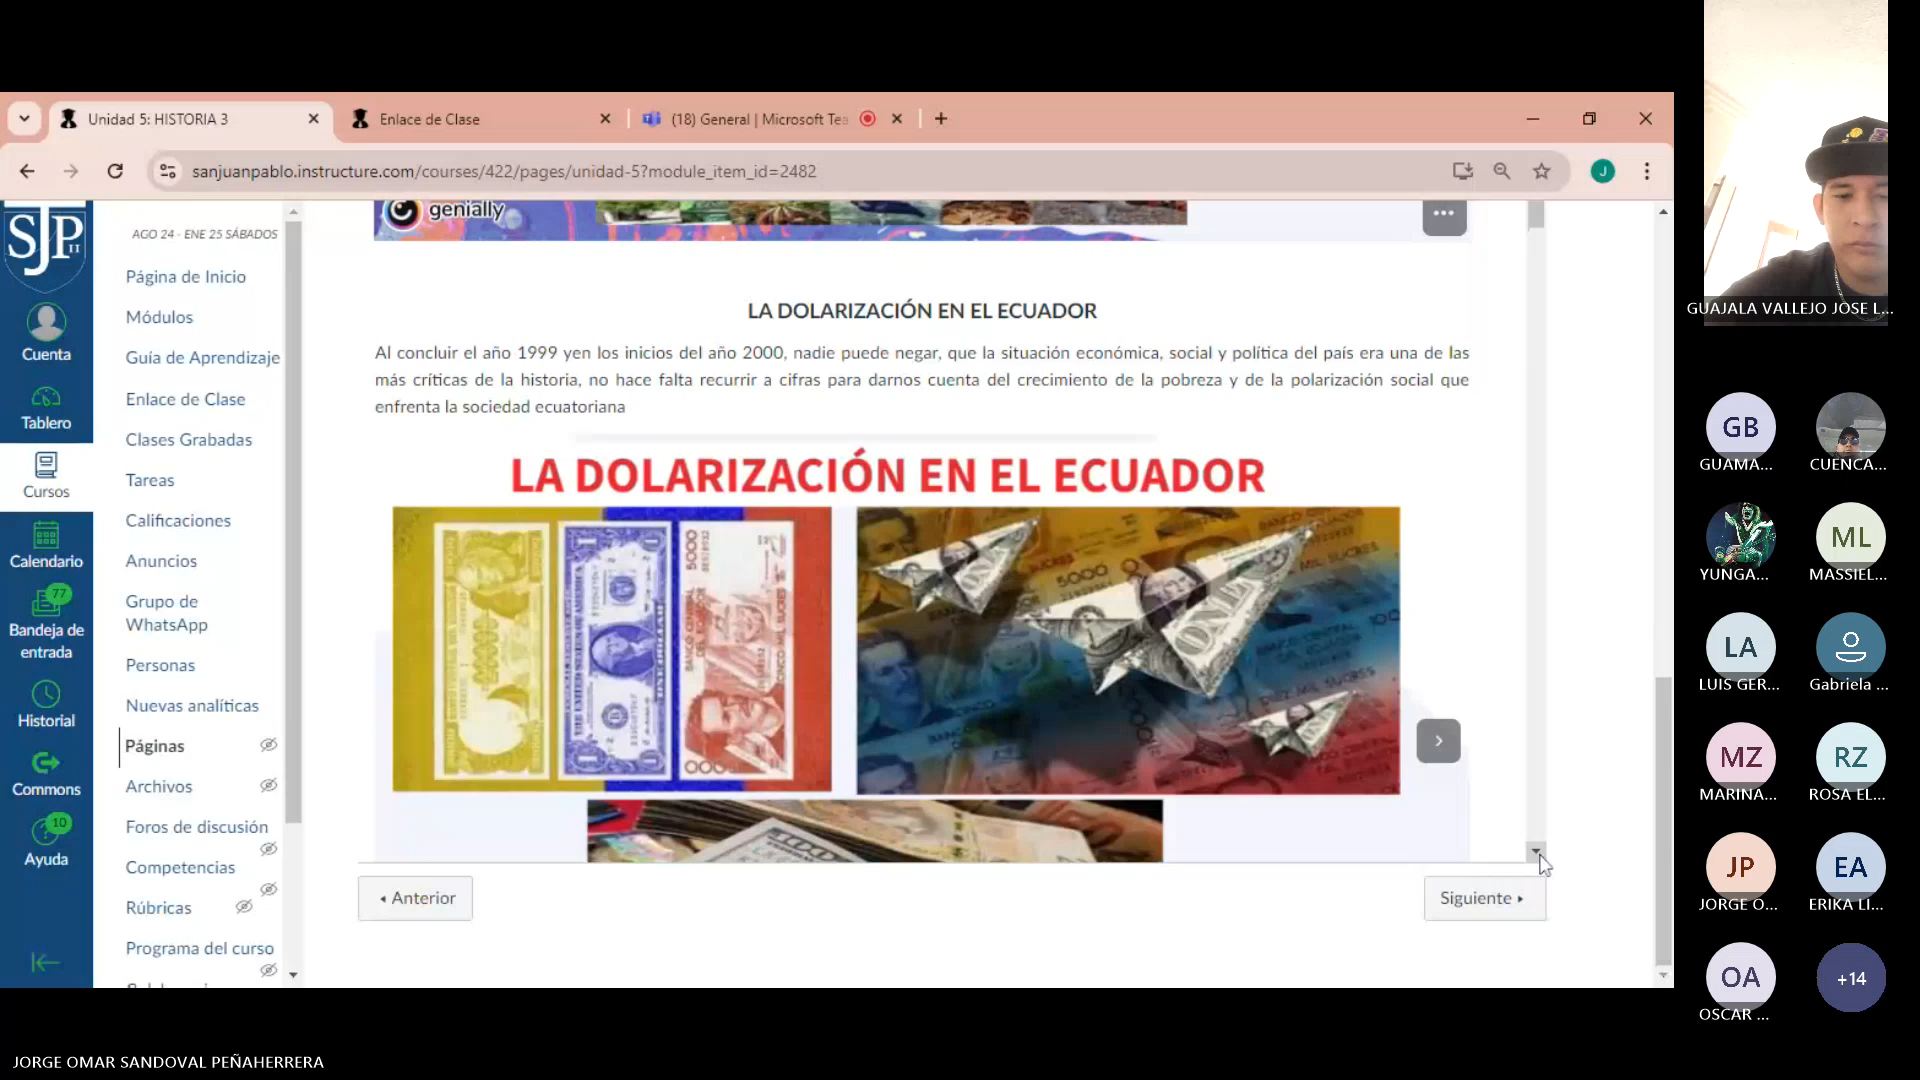 Unidad 5: HISTORIA 3
Enlace de Clase
(18) General | Microsoft Tea
sanjuanpablo.instructure.com/courses/422/pages/unidad-5?module_item_id=2482
J
SJP
II
Cuenta
Tablero
Cursos
Calendario
77
Bandeja de
entrada
Historial
Commons
10
Ayuda
AGO 24 - ENE 25 SÁBADOS
Página de Inicio
Módulos
Guía de Aprendizaje
Enlace de Clase
Clases Grabadas
Tareas
Calificaciones
Anuncios
Grupo de
WhatsApp
Personas
Nuevas analíticas
Páginas
Archivos
Foros de discusión
Competencias
Rúbricas
Programa del curso
genially
LA DOLARIZACIÓN EN EL ECUADOR
Al concluir el año 1999 yen los inicios del año 2000, nadie puede negar, que la situación económica, social y política del país era una de las
más críticas de la historia, no hace falta recurrir a cifras para darnos cuenta del crecimiento de la pobreza y de la polarización social que
enfrenta la sociedad ecuatoriana
LA DOLARIZACIÓN EN EL ECUADOR
5000
ONE
5000
ONE
Anterior
Siguiente
GUAJALA VALLEJO JOSE L...
GB
GUAMA...
CUENCA...
YUNGA...
ML
MASSIEL...
LA
LUIS GER...
Gabriela ...
MZ
MARINA...
RZ
ROSA EL...
JP
JORGE O...
EA
ERIKA LI...
OA
OSCAR ...
+14
JORGE OMAR SANDOVAL PEÑAHERRERA